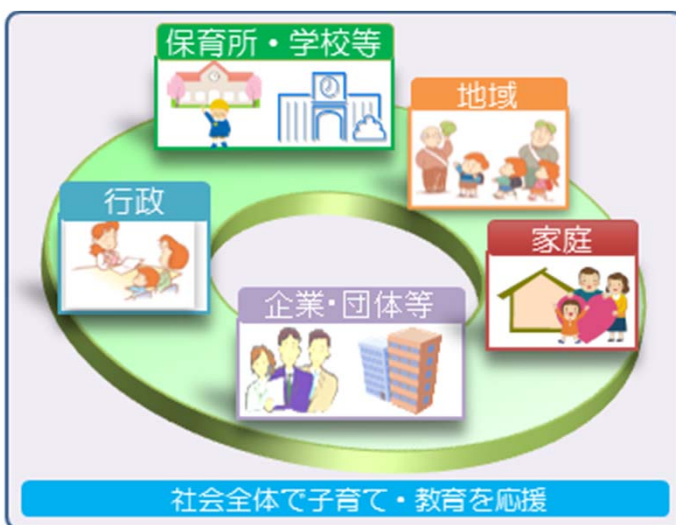 保育所・学校等
地域
行政
家庭
企業・団体等
社会全体で子育て・教育を応援